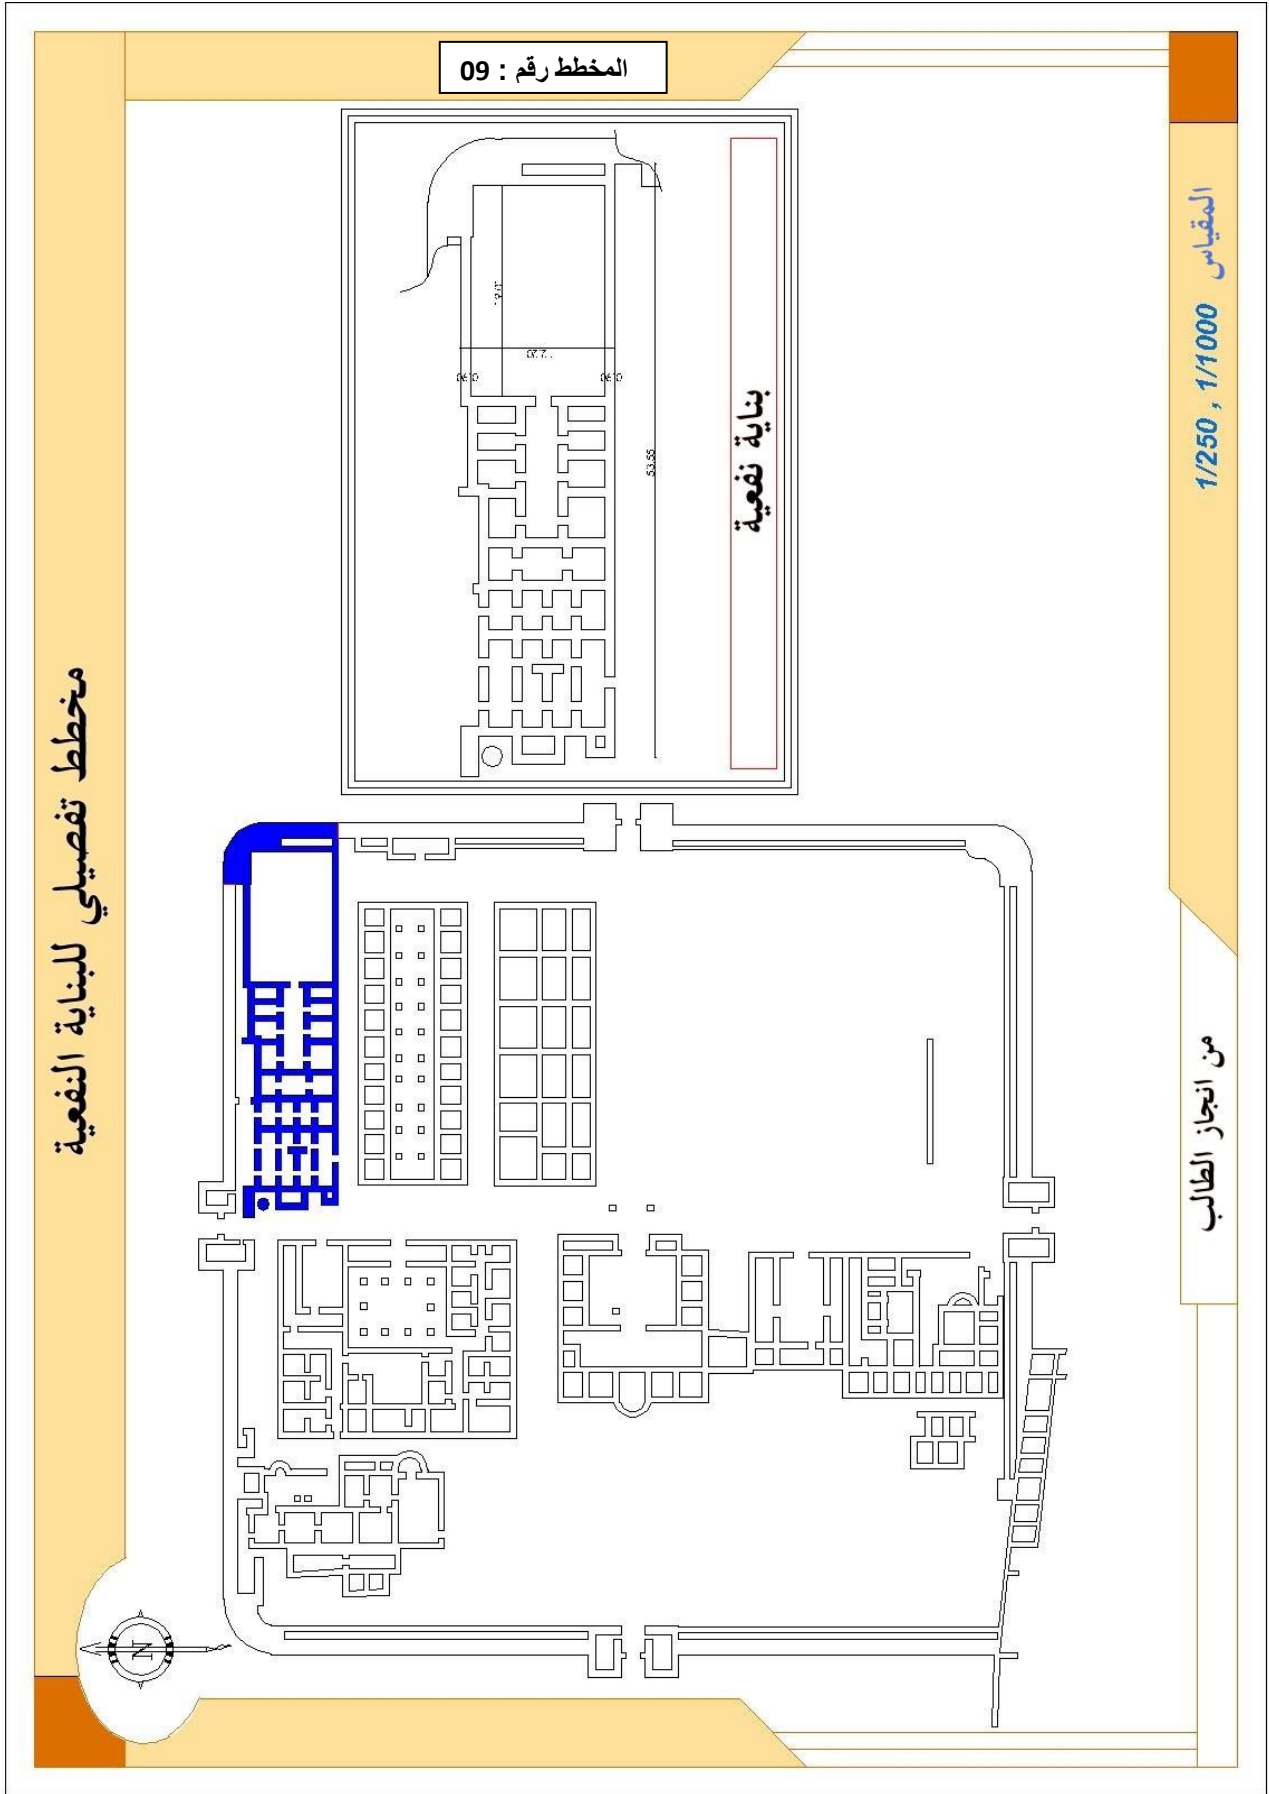 المخطط رقم : 09
مخطط تفصيلي للبناية النفعية
المقياس 1/1000 , 1/250
بناية نفعية
53.55
من انجاز الطالب
N